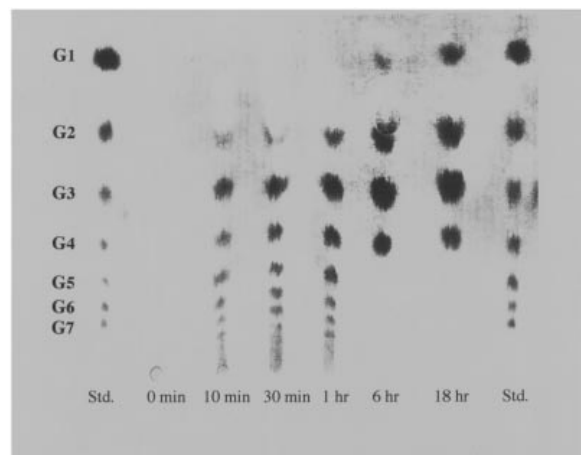 G1
G2
G3
G4
G5
G6
G7
Std. 0 min 10 min 30 min 1 hr 6 hr 18 hr Std.